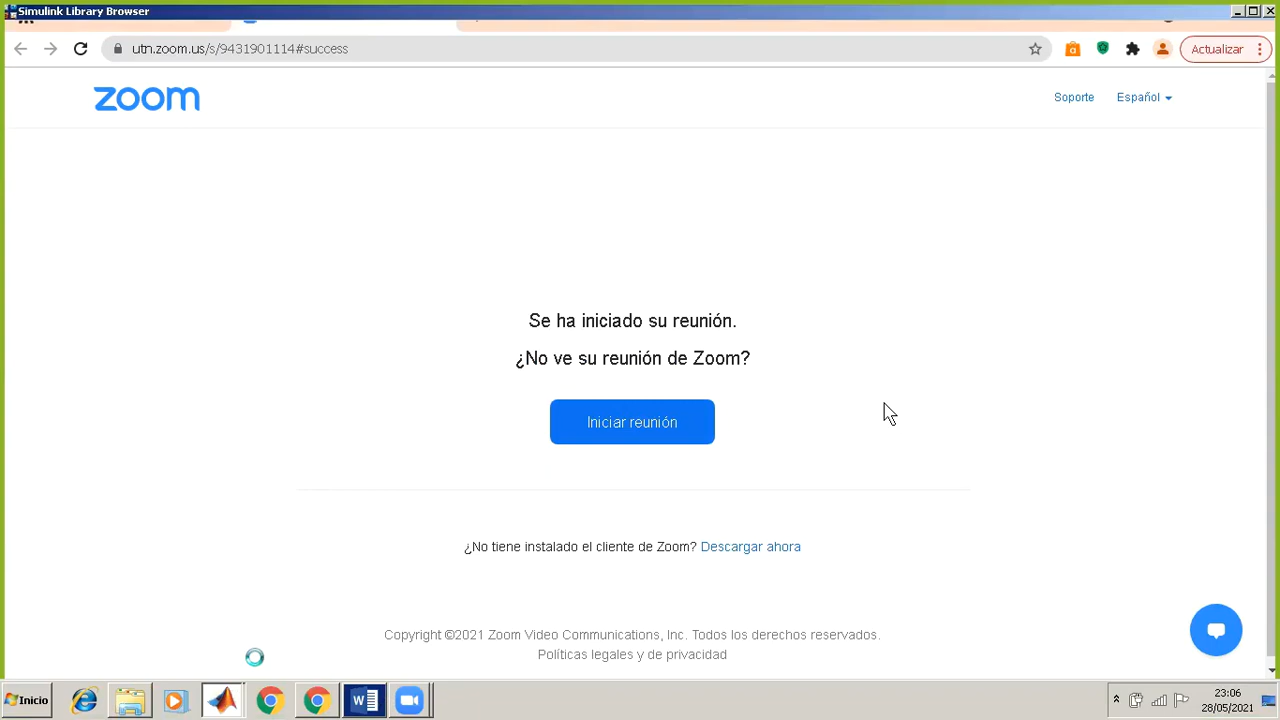 Simulink Library Browser
utn.zoom.us/s/9431901114#success
Actualizar
zoom
Soporte
Español
Se ha iniciado su reunión.
¿No ve su reunión de Zoom?
Iniciar reunión
¿No tiene instalado el cliente de Zoom? Descargar ahora
Copyright ©2021 Zoom Video Communications, Inc. Todos los derechos reservados.
Políticas legales y de privacidad
Inicio
23:06
28/05/2021